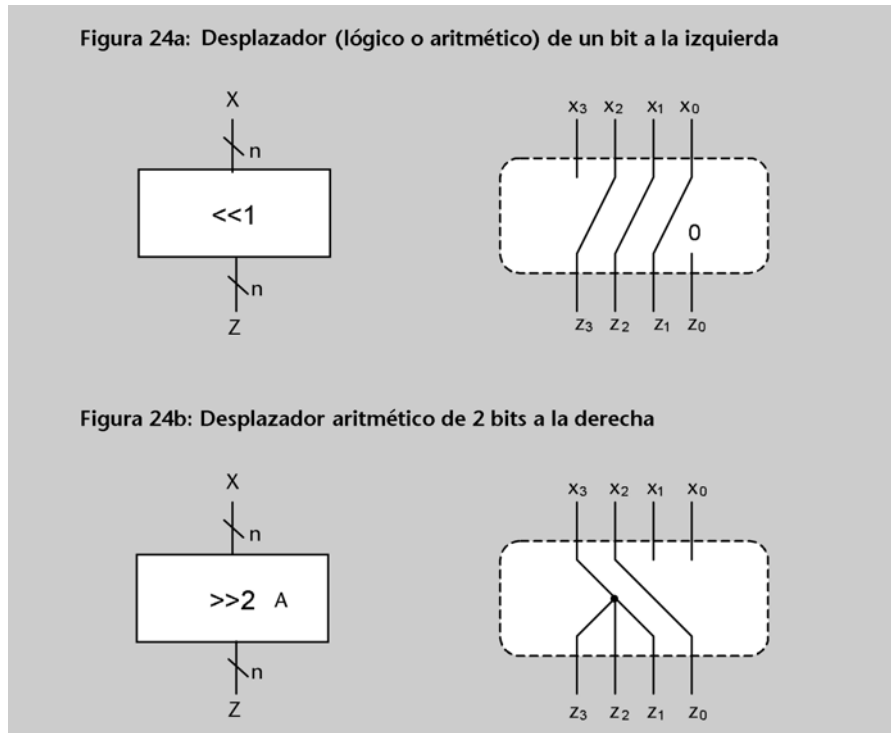 Figura 24a: Desplazador (lógico o aritmético) de un bit a la izquierda
X
n
<<1
n
Z
x3 x2 x1 x0
0
z3 z2 z1 z0
Figura 24b: Desplazador aritmético de 2 bits a la derecha
X
n
>>2 A
n
Z
x3 x2 x1 x0
z3 z2 z1 z0